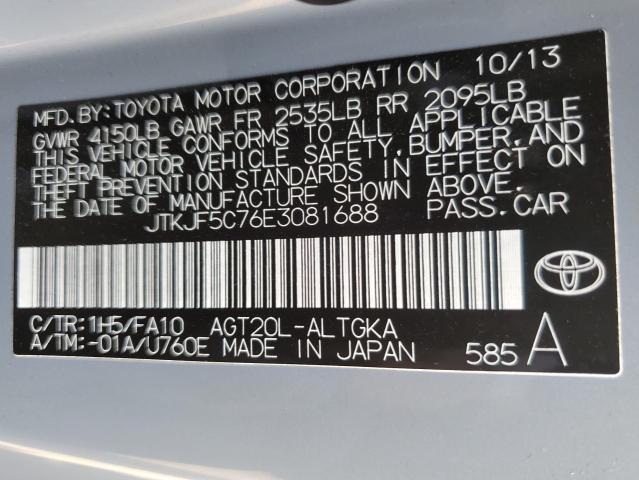 MFD. BY: TOYOTA MOTOR CORPORATION 10/13
GVWR 4150LB GAWR FR 2535LB RR 2095LB
THIS VEHICLE CONFORMS TO ALL APPLICABLE
FEDERAL MOTOR VEHICLE SAFETY, BUMPER, AND
THEFT PREVENTION STANDARDS IN EFFECT ON
THE DATE OF MANUFACTURE SHOWN ABOVE.
JTKJF5C76E3081688 PASS. CAR
C/TR: 1H5/FA10 AGT20L-ALTGKA
A/TM: -01A/U760E MADE IN JAPAN 585 A